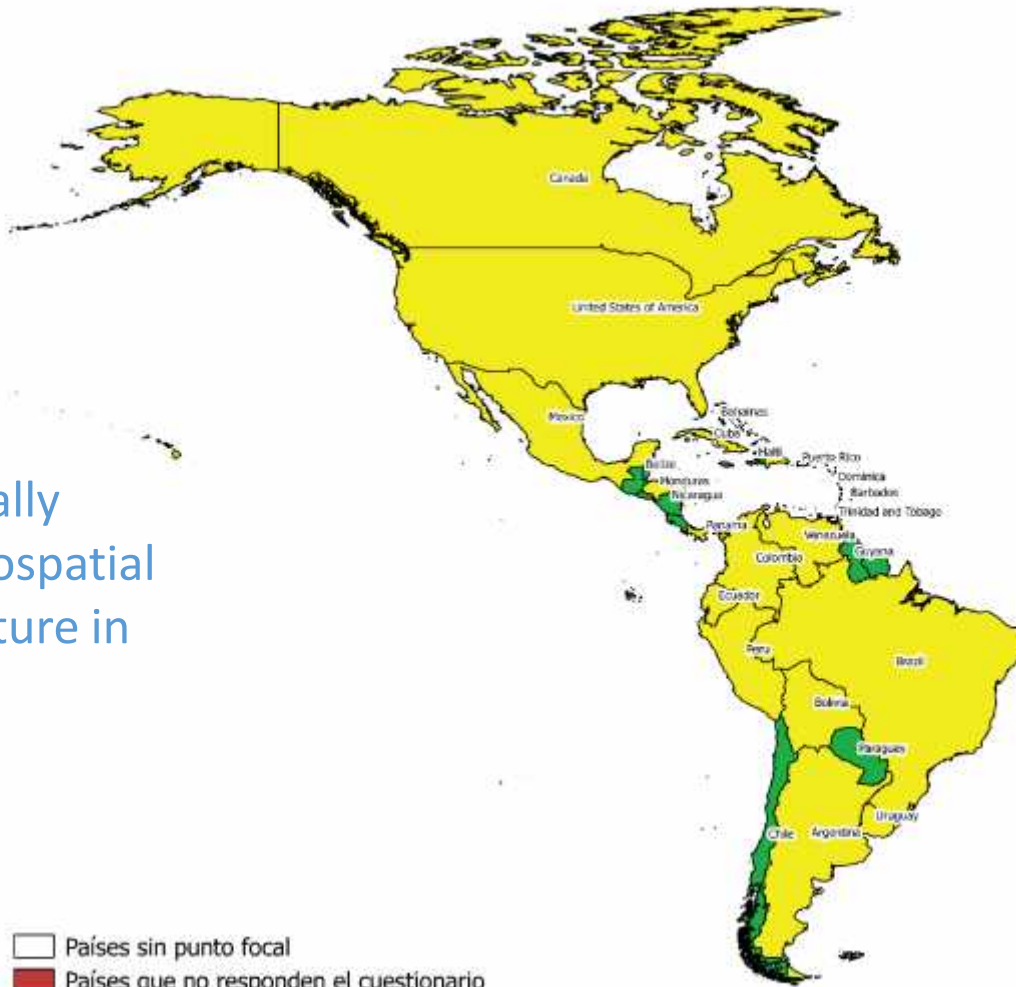 Canada
United States of America
Mexico
Bahamas
Cuba
Haiti
Puerto Rico
Belize
Dominica
Honduras
Barbados
Nicaragua
Trinidad and Tobago
Panama
Venezuela
Guyana
Colombia
Ecuador
Peru
Brazil
Bolivia
Paraguay
Uruguay
Chile
Argentina
ally
ospatial
ture in
Países sin punto focal
Países que no responden el cuestionario